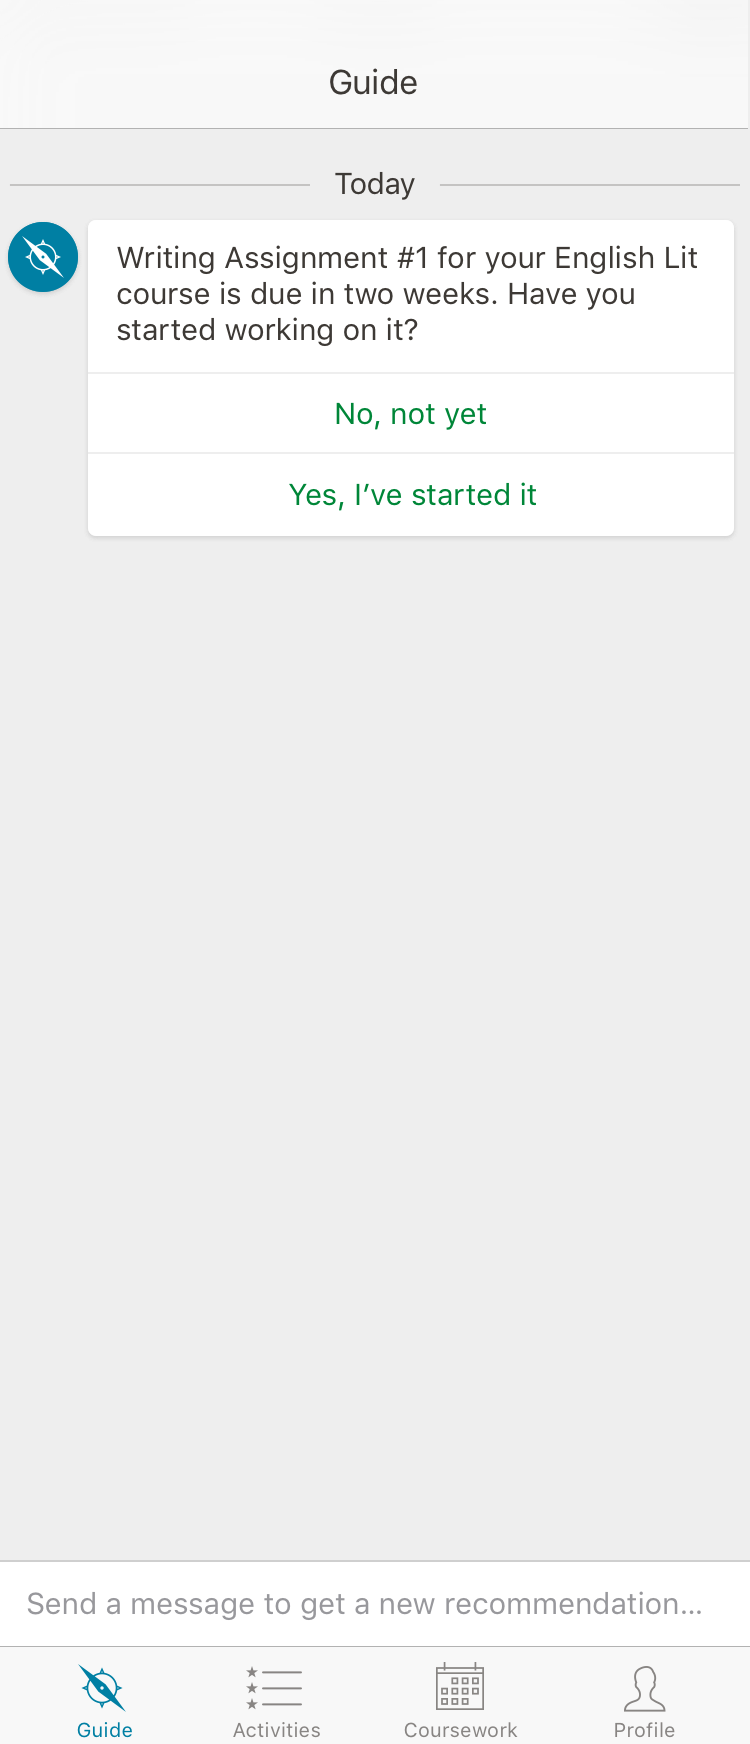 Guide
Today
Writing Assignment #1 for your English Lit
course is due in two weeks. Have you
started working on it?
No, not yet
Yes, I’ve started it
Send a message to get a new recommendation...
Guide
Activities
Coursework
Profile